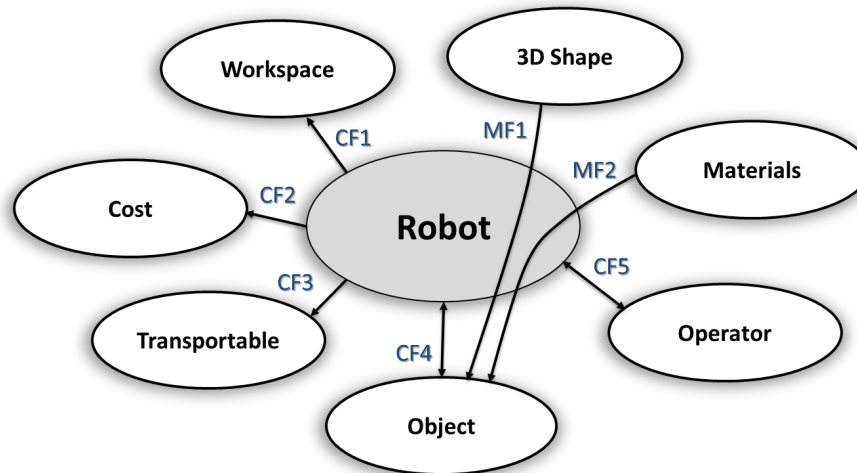 3D Shape
Workspace
MF1
CF1
MF2
Materials
CF2
Cost
Robot
CF5
CF3
Transportable
Operator
CF4
Object